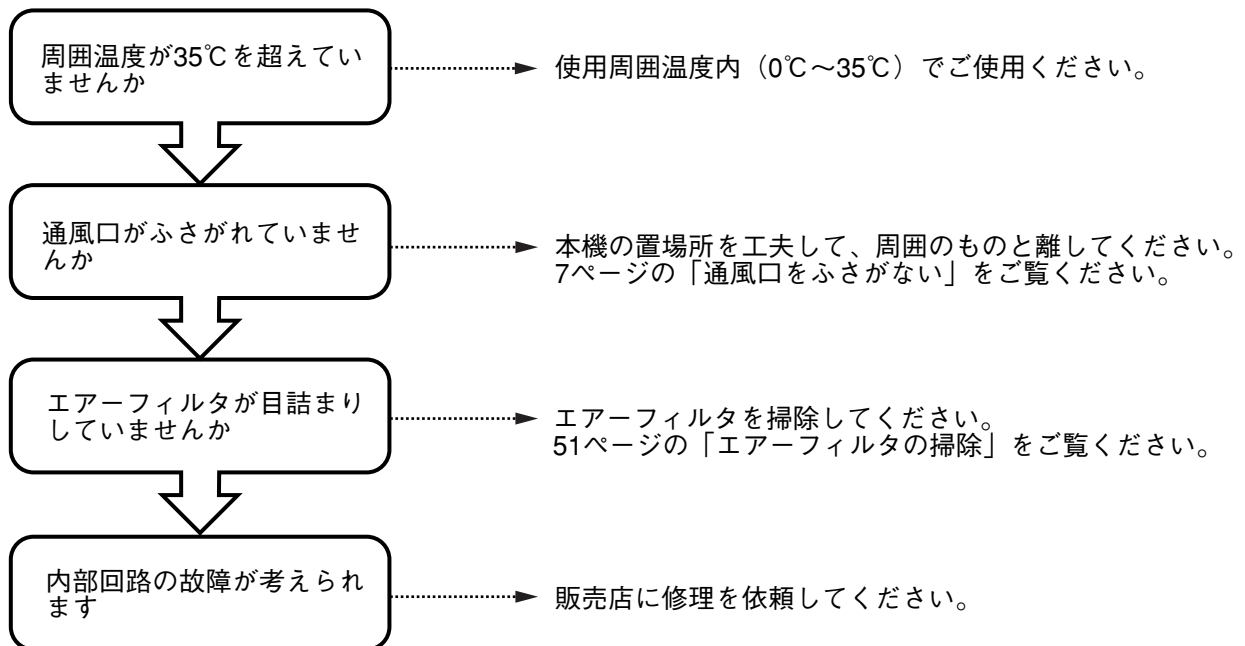 周囲温度が35℃を超えてい
ませんか
使用周囲温度内（0℃～35℃）でご使用ください。
通風口がふさがれていませ
んか
本機の置場所を工夫して、周囲のものと離してください。
7ページの「通風口をふさがない」をご覧ください。
エアーフィルタが目詰まり
していませんか
エアーフィルタを掃除してください。
51ページの「エアーフィルタの掃除」をご覧ください。
内部回路の故障が考えられ
ます
販売店に修理を依頼してください。